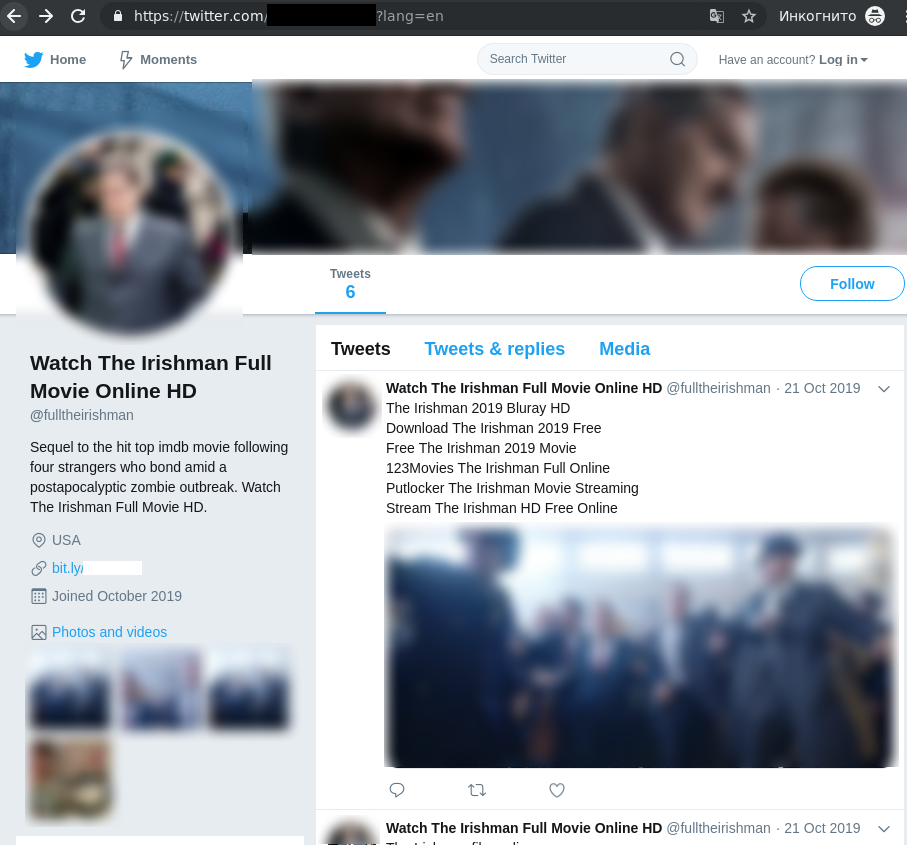 https://twitter.com/
?lang=en
Инкогнито
Home
Moments
Search Twitter
Have an account? Log in
Tweets
6
Follow
Watch The Irishman Full
Movie Online HD
@fulltheirishman
Sequel to the hit top imdb movie following
four strangers who bond amid a
postapocalyptic zombie outbreak. Watch
The Irishman Full Movie HD.
USA
bit.ly/
Joined October 2019
Photos and videos
Tweets Tweets & replies Media
Watch The Irishman Full Movie Online HD @fulltheirishman · 21 Oct 2019
The Irishman 2019 Bluray HD
Download The Irishman 2019 Free
Free The Irishman 2019 Movie
123Movies The Irishman Full Online
Putlocker The Irishman Movie Streaming
Stream The Irishman HD Free Online
Watch The Irishman Full Movie Online HD @fulltheirishman · 21 Oct 2019